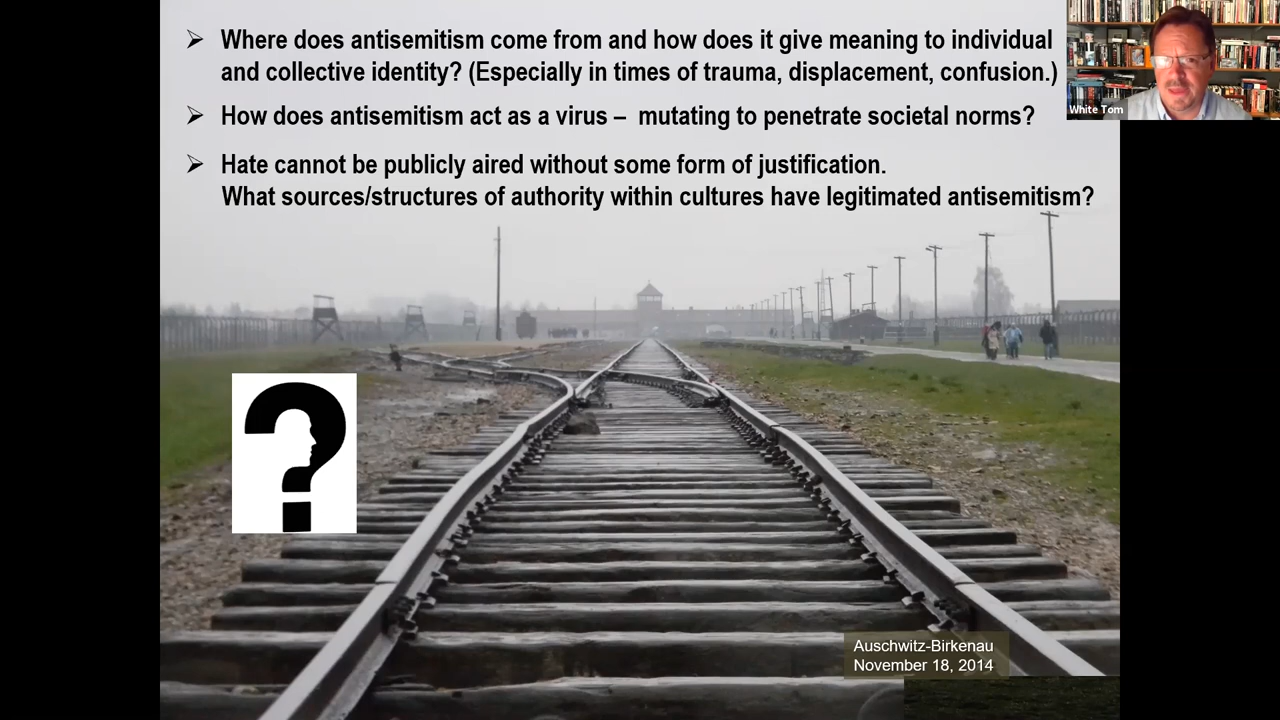 ➢ Where does antisemitism come from and how does it give meaning to individual
and collective identity? (Especially in times of trauma, displacement, confusion.)
➢ How does antisemitism act as a virus – mutating to penetrate societal norms?
➢ Hate cannot be publicly aired without some form of justification.
What sources/structures of authority within cultures have legitimated antisemitism?
White Tom
?
Auschwitz-Birkenau
November 18, 2014